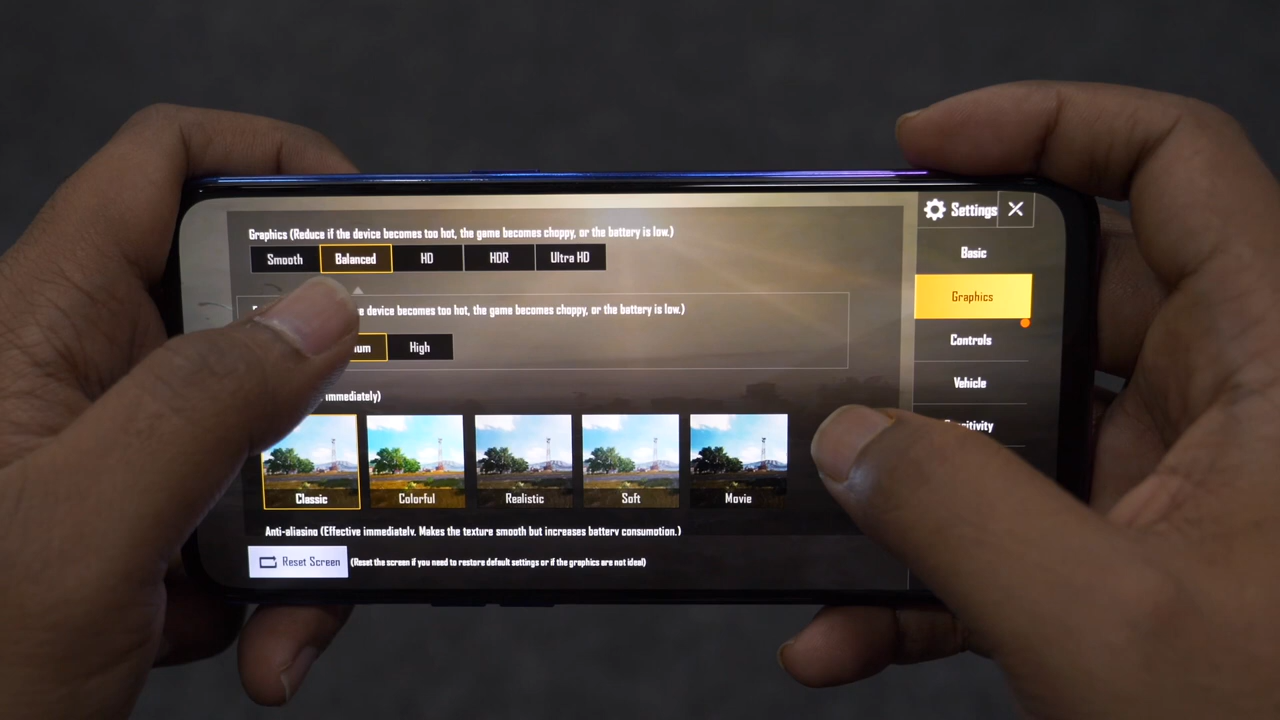 Graphics (Reduce if the device becomes too hot, the game becomes choppy, or the battery is low.)
Smooth Balanced HD HDR Ultra HD
device becomes too hot, the game becomes choppy, or the battery is low.)
High
immediately)
Classic Colorful Realistic Soft Movie
Anti-aliasing (Effective immediately. Makes the texture smooth but increases battery consumption.)
Reset Screen (Reset the screen if you need to restore default settings or if the graphics are not ideal)
Settings X
Basic
Graphics
Controls
Vehicle